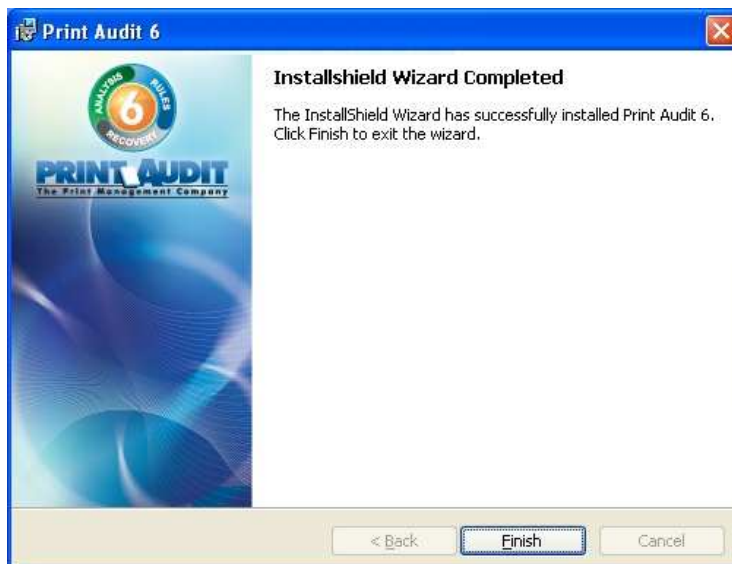 Print Audit 6
ANALYSIS
RULES
6
RECOVERY
PRINT AUDIT
The Print Management Company
Installshield Wizard Completed
The InstallShield Wizard has successfully installed Print Audit 6.
Click Finish to exit the wizard.
< Back
Finish
Cancel